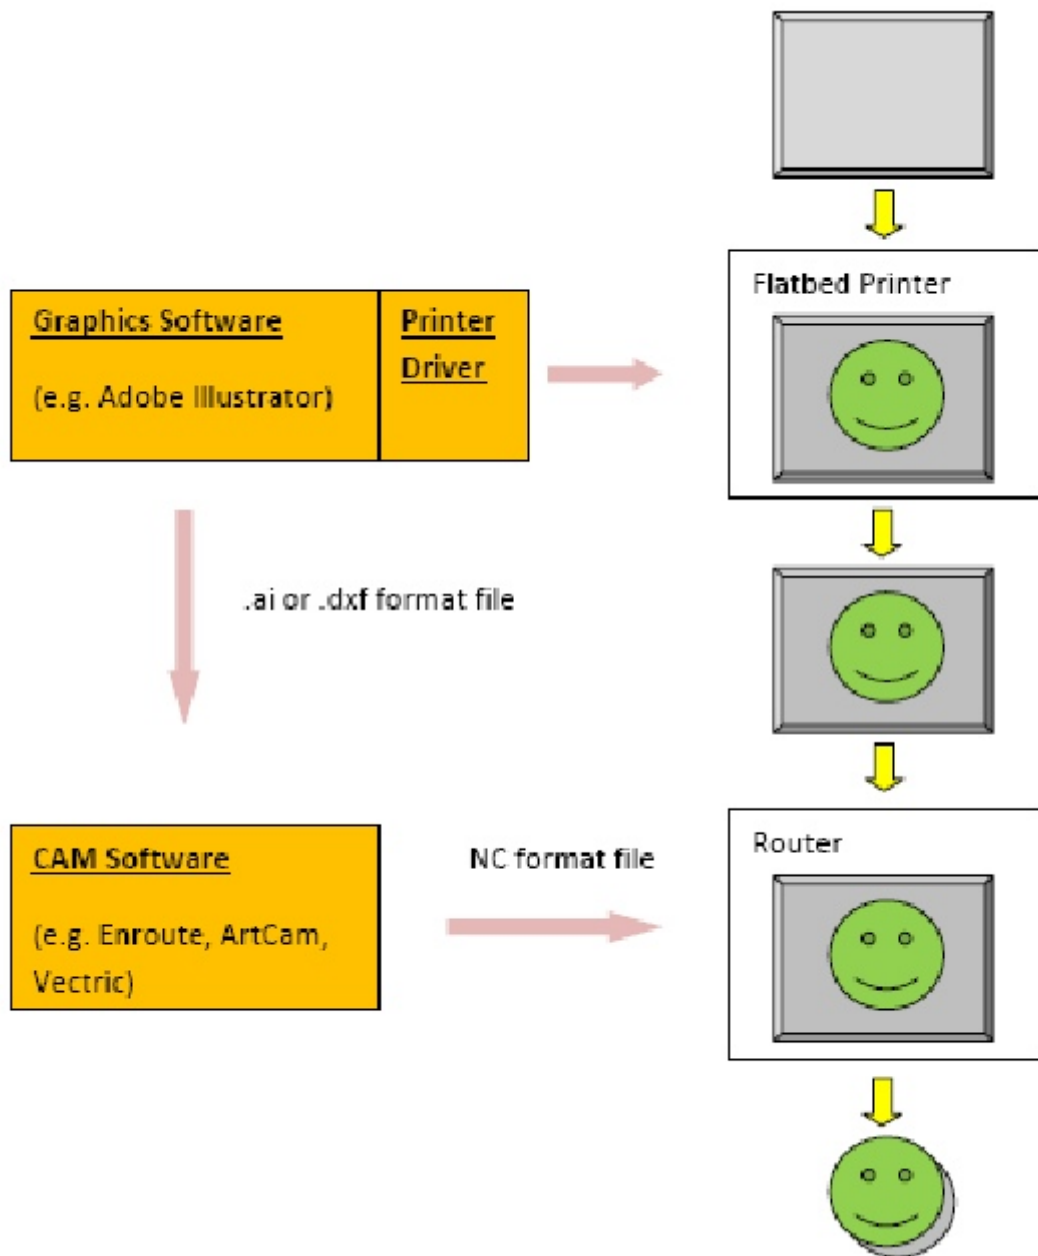 Flatbed Printer
Graphics Software
(e.g. Adobe Illustrator)
Printer
Driver
.ai or .dxf format file
CAM Software
(e.g. Enroute, ArtCam,
Vectric)
NC format file
Router